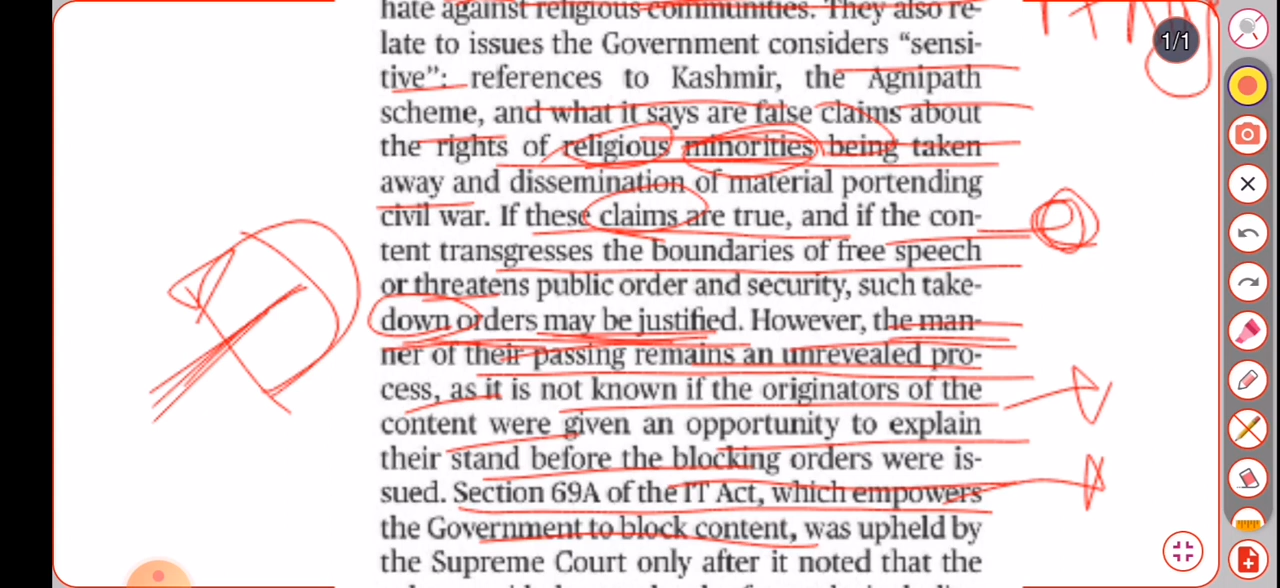 hate against religious communities. They also re-
late to issues the Government considers “sensi-
tive”: references to Kashmir, the Agnipath
scheme, and what it says are false claims about
the rights of religious minorities being taken
away and dissemination of material portending
civil war. If these claims are true, and if the con-
tent transgresses the boundaries of free speech
or threatens public order and security, such take-
down orders may be justified. However, the man-
ner of their passing remains an unrevealed pro-
cess, as it is not known if the originators of the
content were given an opportunity to explain
their stand before the blocking orders were is-
sued. Section 69A of the IT Act, which empowers
the Government to block content, was upheld by
the Supreme Court only after it noted that the
1/1